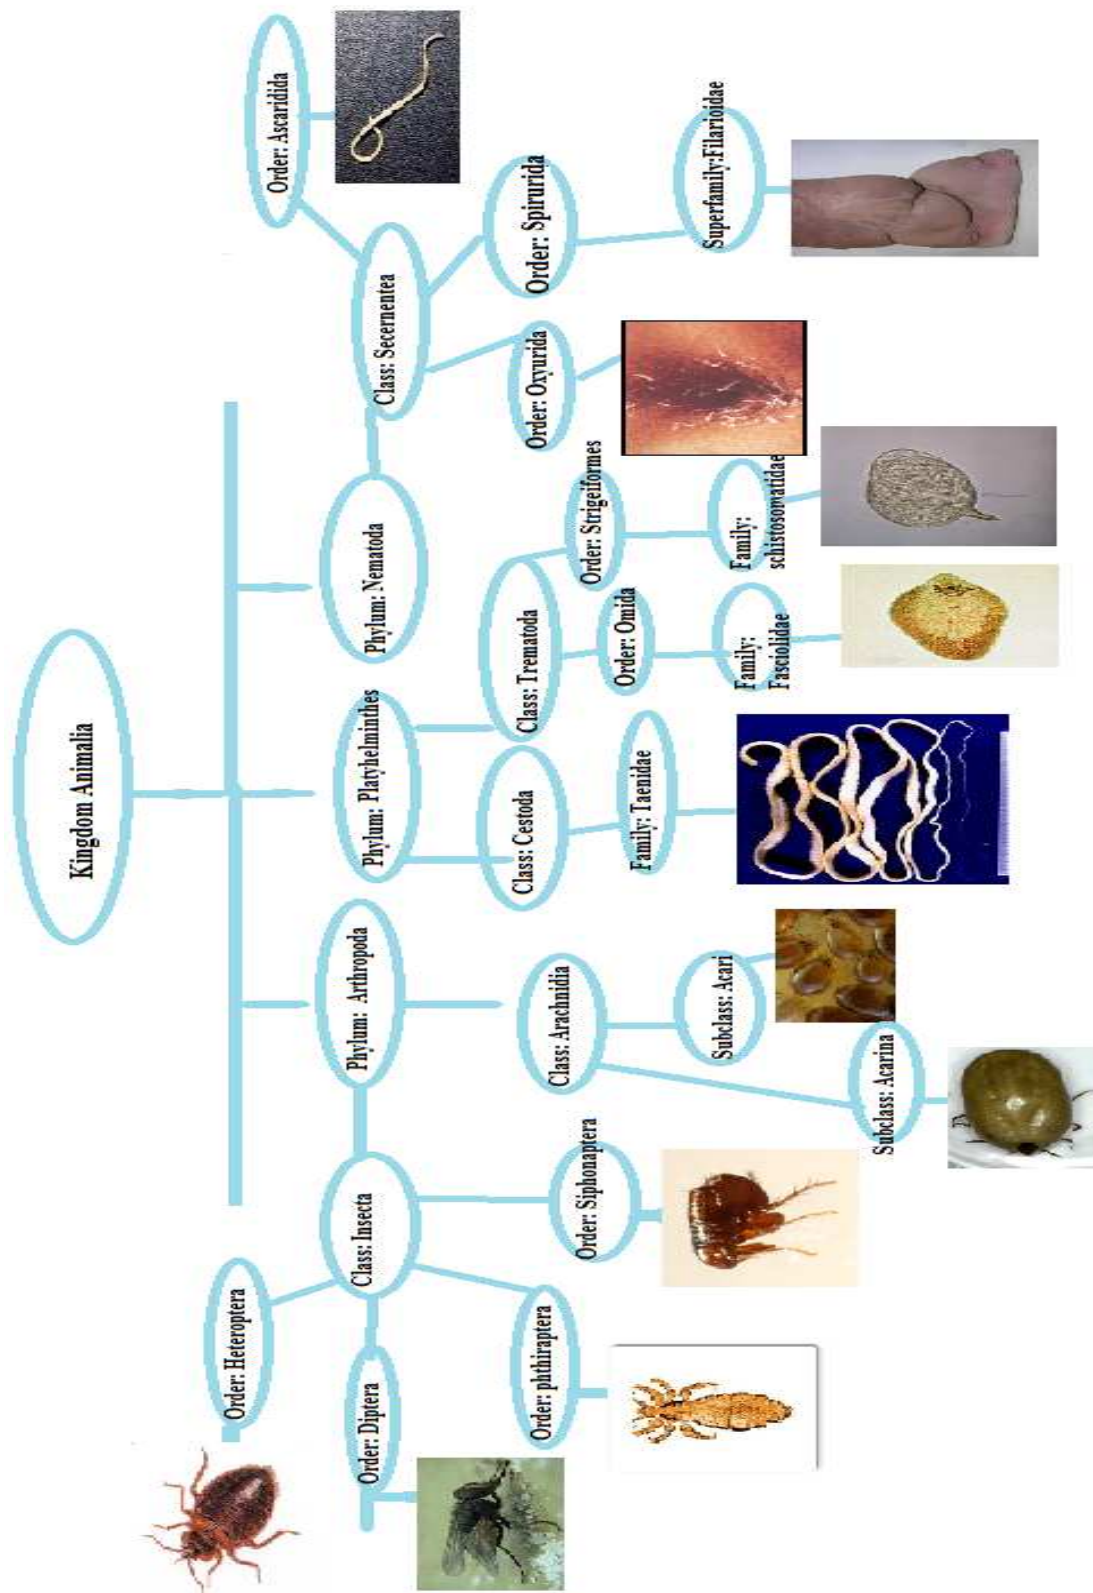 Kingdom Animalia
Phylum: Arthropoda
Phylum: Platyhelminthes
Phylum: Nematoda
Class: Insecta
Class: Arachnidia
Class: Cestoda
Class: Trematoda
Class: Secernentea
Order: Heteroptera
Order: Diptera
Order: phthiraptera
Order: Siphonaptera
Subclass: Acarina
Subclass: Acari
Family: Taenidae
Order: Omida
Family:
Fasciolidae
Order: Strigeiformes
Family:
schistosomatidae
Order: Oxyurida
Order: Spirurida
Superfamily:Filarioidae
Order: Ascaridida